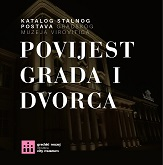 KATALOG STALNOG
POSTAVA GRADSKOG
MUZEJA VIROVITICA
POVIJEST
GRADA I
DVORCA
gradski muzej
city museum